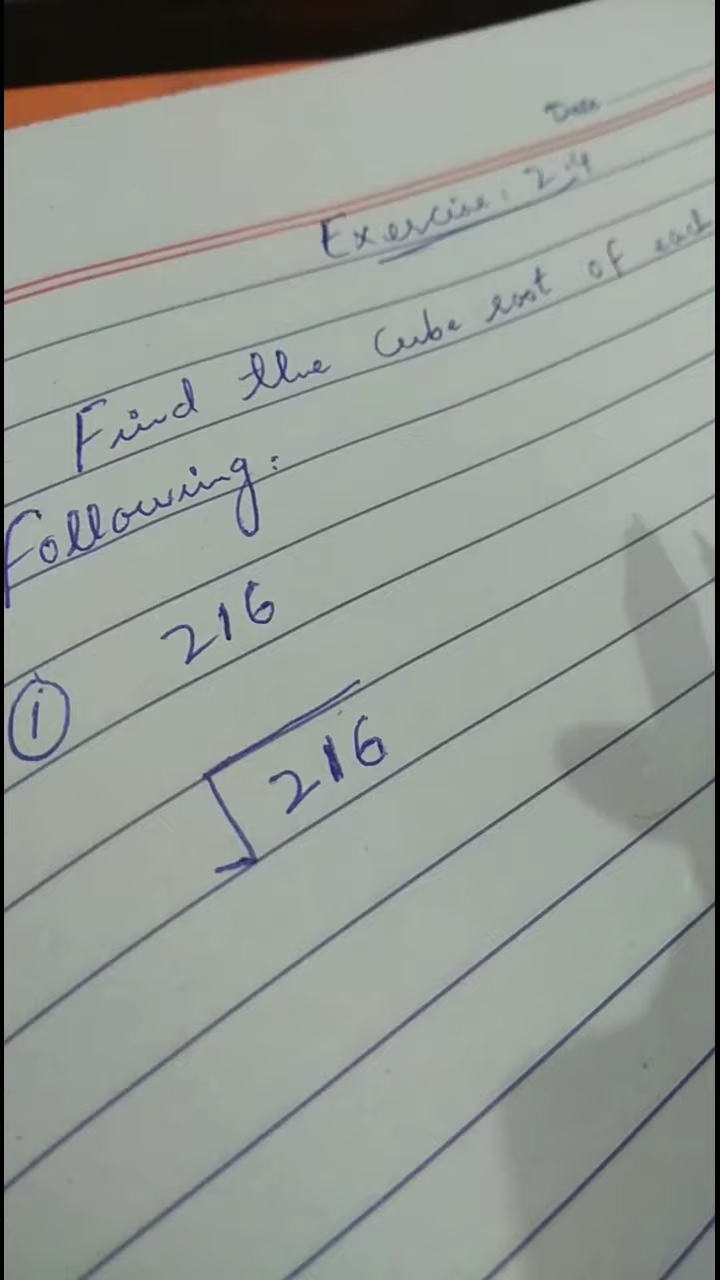 Date
Exercise: 2.4
Find the Cube root of each
Following:
i 216
√216